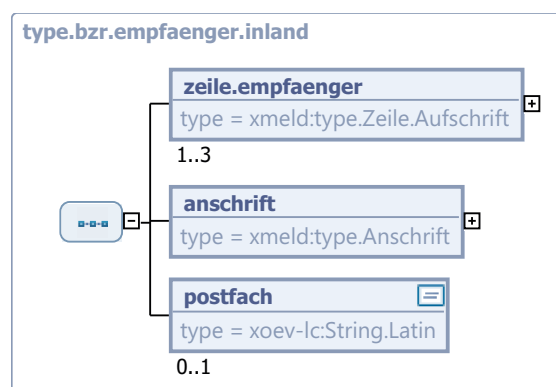 type.bzr.empfaenger.inland
zeile.empfaenger
type = xmeld:type.Zeile.Aufschrift
1..3
anschrift
type = xmeld:type.Anschrift
postfach
type = xoev-lc:String.Latin
0..1